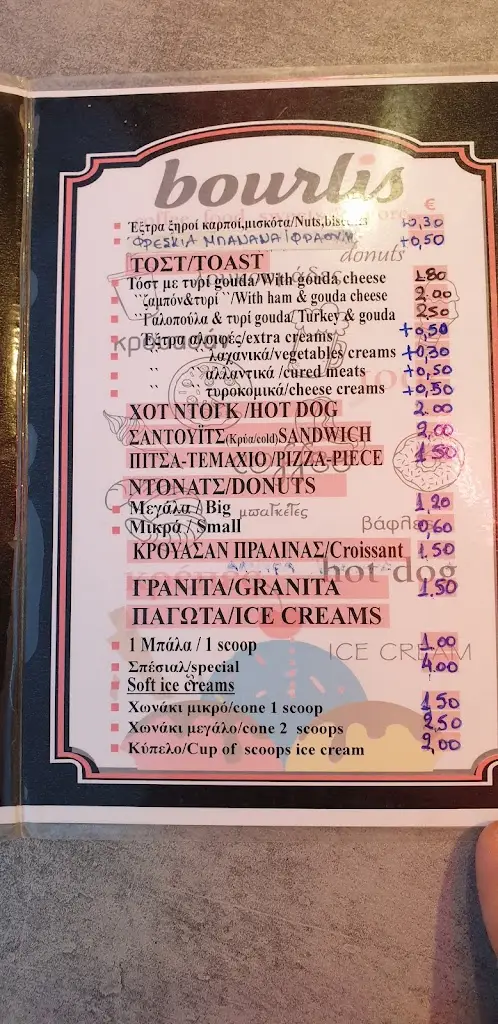 bourlis
€
Έξτρα ξηροί καρποί,μπισκότα/Nuts,biscuits +0,30
ΦΡΕΣΚΙΑ ΜΠΑΝΑΝΑ/ΦΡΑΟΥΛΑ +0,50
donuts
ΤΟΣΤ/TOAST
Τόστ με τυρί gouda/With gouda cheese 1.80
``ζαμπόν&τυρί ``/With ham & gouda cheese 2.00
``Γαλοπούλα & τυρί gouda/ Turkey & gouda 2.50
Έξτρα αλοιφές/extra creams +0,50
`` `` λαχανικά/vegetables creams +0,30
`` `` αλλαντικά /cured meats +0,50
`` `` τυροκομικά/cheese creams +0,50
ΧΟΤ ΝΤΟΓΚ /HOT DOG 2.00
ΣΑΝΤΟΥΪΤΣ(Κρύα/cold)SANDWICH 2,00
ΠΙΤΣΑ-ΤΕΜΑΧΙΟ /PIZZA-PIECE 1.50
ΝΤΟΝΑΤΣ/DONUTS
Μεγάλα / Big 1,20
μπαγκέτες
Μικρά / Small 0,60
βάφλες
ΚΡΟΥΑΣΑΝ ΠΡΑΛΙΝΑΣ/Croissant 1.50
hot dog
ΓΡΑΝΙΤΑ/GRANITA 1,50
ΠΑΓΩΤΑ/ICE CREAMS
1 Μπάλα / 1 scoop 1.00
ICE CREAM
Σπέσιαλ/special 4.00
Soft ice creams
Χωνάκι μικρό/cone 1 scoop 1.50
Χωνάκι μεγάλο/cone 2 scoops 2,50
Κύπελο/Cup of scoops ice cream 2,00